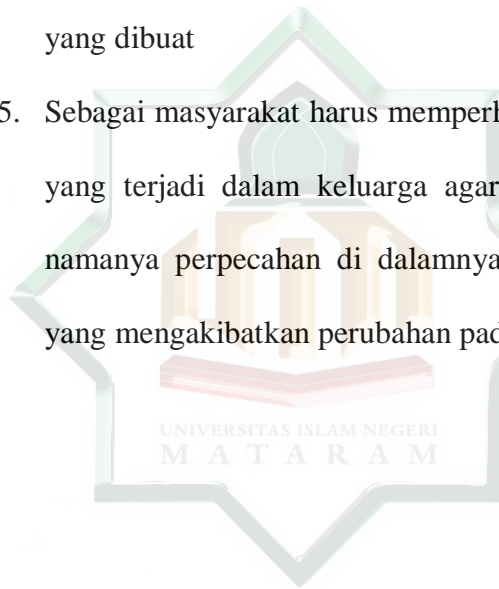 yang dibuat
5. Sebagai masyarakat harus memperh
yang terjadi dalam keluarga agar
namanya perpecahan di dalamnya
yang mengakibatkan perubahan pad
UNIVERSITAS ISLAM NEGERI
MATARAM